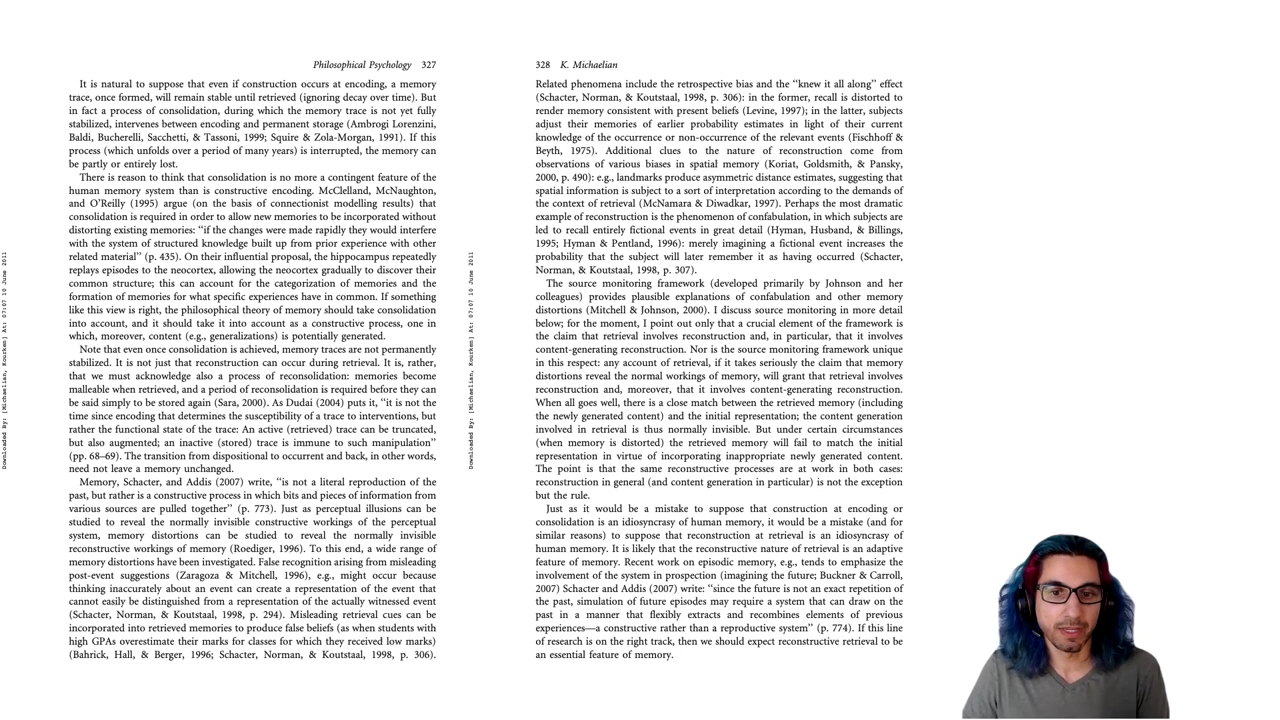 Philosophical Psychology 327
It is natural to suppose that even if construction occurs at encoding, a memory
trace, once formed, will remain stable until retrieved (ignoring decay over time). But
in fact a process of consolidation, during which the memory trace is not yet fully
stabilized, intervenes between encoding and permanent storage (Ambrogi Lorenzini,
Baldi, Bucherelli, Sacchetti, & Tassoni, 1999; Squire & Zola-Morgan, 1991). If this
process (which unfolds over a period of many years) is interrupted, the memory can
be partly or entirely lost.
There is reason to think that consolidation is no more a contingent feature of the
human memory system than is constructive encoding. McClelland, McNaughton,
and O'Reilly (1995) argue (on the basis of connectionist modelling results) that
consolidation is required in order to allow new memories to be incorporated without
distorting existing memories: ‘‘if the changes were made rapidly they would interfere
with the system of structured knowledge built up from prior experience with other
related material’’ (p. 435). On their influential proposal, the hippocampus repeatedly
replays episodes to the neocortex, allowing the neocortex gradually to discover their
common structure; this can account for the categorization of memories and the
formation of memories for what specific experiences have in common. If something
like this view is right, the philosophical theory of memory should take consolidation
into account, and it should take it into account as a constructive process, one in
which, moreover, content (e.g., generalizations) is potentially generated.
Note that even once consolidation is achieved, memory traces are not permanently
stabilized. It is not just that reconstruction can occur during retrieval. It is, rather,
that we must acknowledge also a process of reconsolidation: memories become
malleable when retrieved, and a period of reconsolidation is required before they can
be said simply to be stored again (Sara, 2000). As Dudai (2004) puts it, ‘‘it is not the
time since encoding that determines the susceptibility of a trace to interventions, but
rather the functional state of the trace: An active (retrieved) trace can be truncated,
but also augmented; an inactive (stored) trace is immune to such manipulation’’
(pp. 68–69). The transition from dispositional to occurrent and back, in other words,
need not leave a memory unchanged.
Memory, Schacter, and Addis (2007) write, ‘‘is not a literal reproduction of the
past, but rather is a constructive process in which bits and pieces of information from
various sources are pulled together’’ (p. 773). Just as perceptual illusions can be
studied to reveal the normally invisible constructive workings of the perceptual
system, memory distortions can be studied to reveal the normally invisible
reconstructive workings of memory (Roediger, 1996). To this end, a wide range of
memory distortions have been investigated. False recognition arising from misleading
post-event suggestions (Zaragoza & Mitchell, 1996), e.g., might occur because
thinking inaccurately about an event can create a representation of the event that
cannot easily be distinguished from a representation of the actually witnessed event
(Schacter, Norman, & Koutstaal, 1998, p. 294). Misleading retrieval cues can be
incorporated into retrieved memories to produce false beliefs (as when students with
high GPAs overestimate their marks for classes for which they received low marks)
(Bahrick, Hall, & Berger, 1996; Schacter, Norman, & Koutstaal, 1998, p. 306).
Downloaded By: [Michaelian, Kourken] At: 07:07 10 June 2011
328 K. Michaelian
Related phenomena include the retrospective bias and the ‘‘knew it all along’’ effect
(Schacter, Norman, & Koutstaal, 1998, p. 306): in the former, recall is distorted to
render memory consistent with present beliefs (Levine, 1997); in the latter, subjects
adjust their memories of earlier probability estimates in light of their current
knowledge of the occurrence or non-occurrence of the relevant events (Fischhoff &
Beyth, 1975). Additional clues to the nature of reconstruction come from
observations of various biases in spatial memory (Koriat, Goldsmith, & Pansky,
2000, p. 490): e.g., landmarks produce asymmetric distance estimates, suggesting that
spatial information is subject to a sort of interpretation according to the demands of
the context of retrieval (McNamara & Diwadkar, 1997). Perhaps the most dramatic
example of reconstruction is the phenomenon of confabulation, in which subjects are
led to recall entirely fictional events in great detail (Hyman, Husband, & Billings,
1995; Hyman & Pentland, 1996): merely imagining a fictional event increases the
probability that the subject will later remember it as having occurred (Schacter,
Norman, & Koutstaal, 1998, p. 307).
The source monitoring framework (developed primarily by Johnson and her
colleagues) provides plausible explanations of confabulation and other memory
distortions (Mitchell & Johnson, 2000). I discuss source monitoring in more detail
below; for the moment, I point out only that a crucial element of the framework is
the claim that retrieval involves reconstruction and, in particular, that it involves
content-generating reconstruction. Nor is the source monitoring framework unique
in this respect: any account of retrieval, if it takes seriously the claim that memory
distortions reveal the normal workings of memory, will grant that retrieval involves
reconstruction and, moreover, that it involves content-generating reconstruction.
When all goes well, there is a close match between the retrieved memory (including
the newly generated content) and the initial representation; the content generation
involved in retrieval is thus normally invisible. But under certain circumstances
(when memory is distorted) the retrieved memory will fail to match the initial
representation in virtue of incorporating inappropriate newly generated content.
The point is that the same reconstructive processes are at work in both cases:
reconstruction in general (and content generation in particular) is not the exception
but the rule.
Just as it would be a mistake to suppose that construction at encoding or
consolidation is an idiosyncrasy of human memory, it would be a mistake (and for
similar reasons) to suppose that reconstruction at retrieval is an idiosyncrasy of
human memory. It is likely that the reconstructive nature of retrieval is an adaptive
feature of memory. Recent work on episodic memory, e.g., tends to emphasize the
involvement of the system in prospection (imagining the future; Buckner & Carroll,
2007) Schacter and Addis (2007) write: ‘‘since the future is not an exact repetition of
the past, simulation of future episodes may require a system that can draw on the
past in a manner that flexibly extracts and recombines elements of previous
experiences—a constructive rather than a reproductive system’’ (p. 774). If this line
of research is on the right track, then we should expect reconstructive retrieval to be
an essential feature of memory.
Downloaded By: [Michaelian, Kourken] At: 07:07 10 June 2011